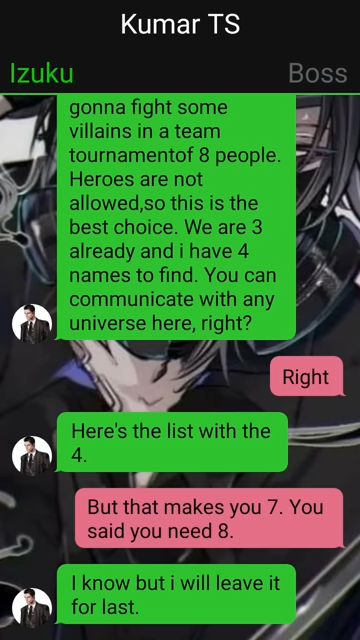 Kumar TS
Izuku
Boss
gonna fight some
villains in a team
tournamentof 8 people.
Heroes are not
allowed,so this is the
best choice. We are 3
already and i have 4
names to find. You can
communicate with any
universe here, right?
Right
Here's the list with the
4.
But that makes you 7. You
said you need 8.
I know but i will leave it
for last.